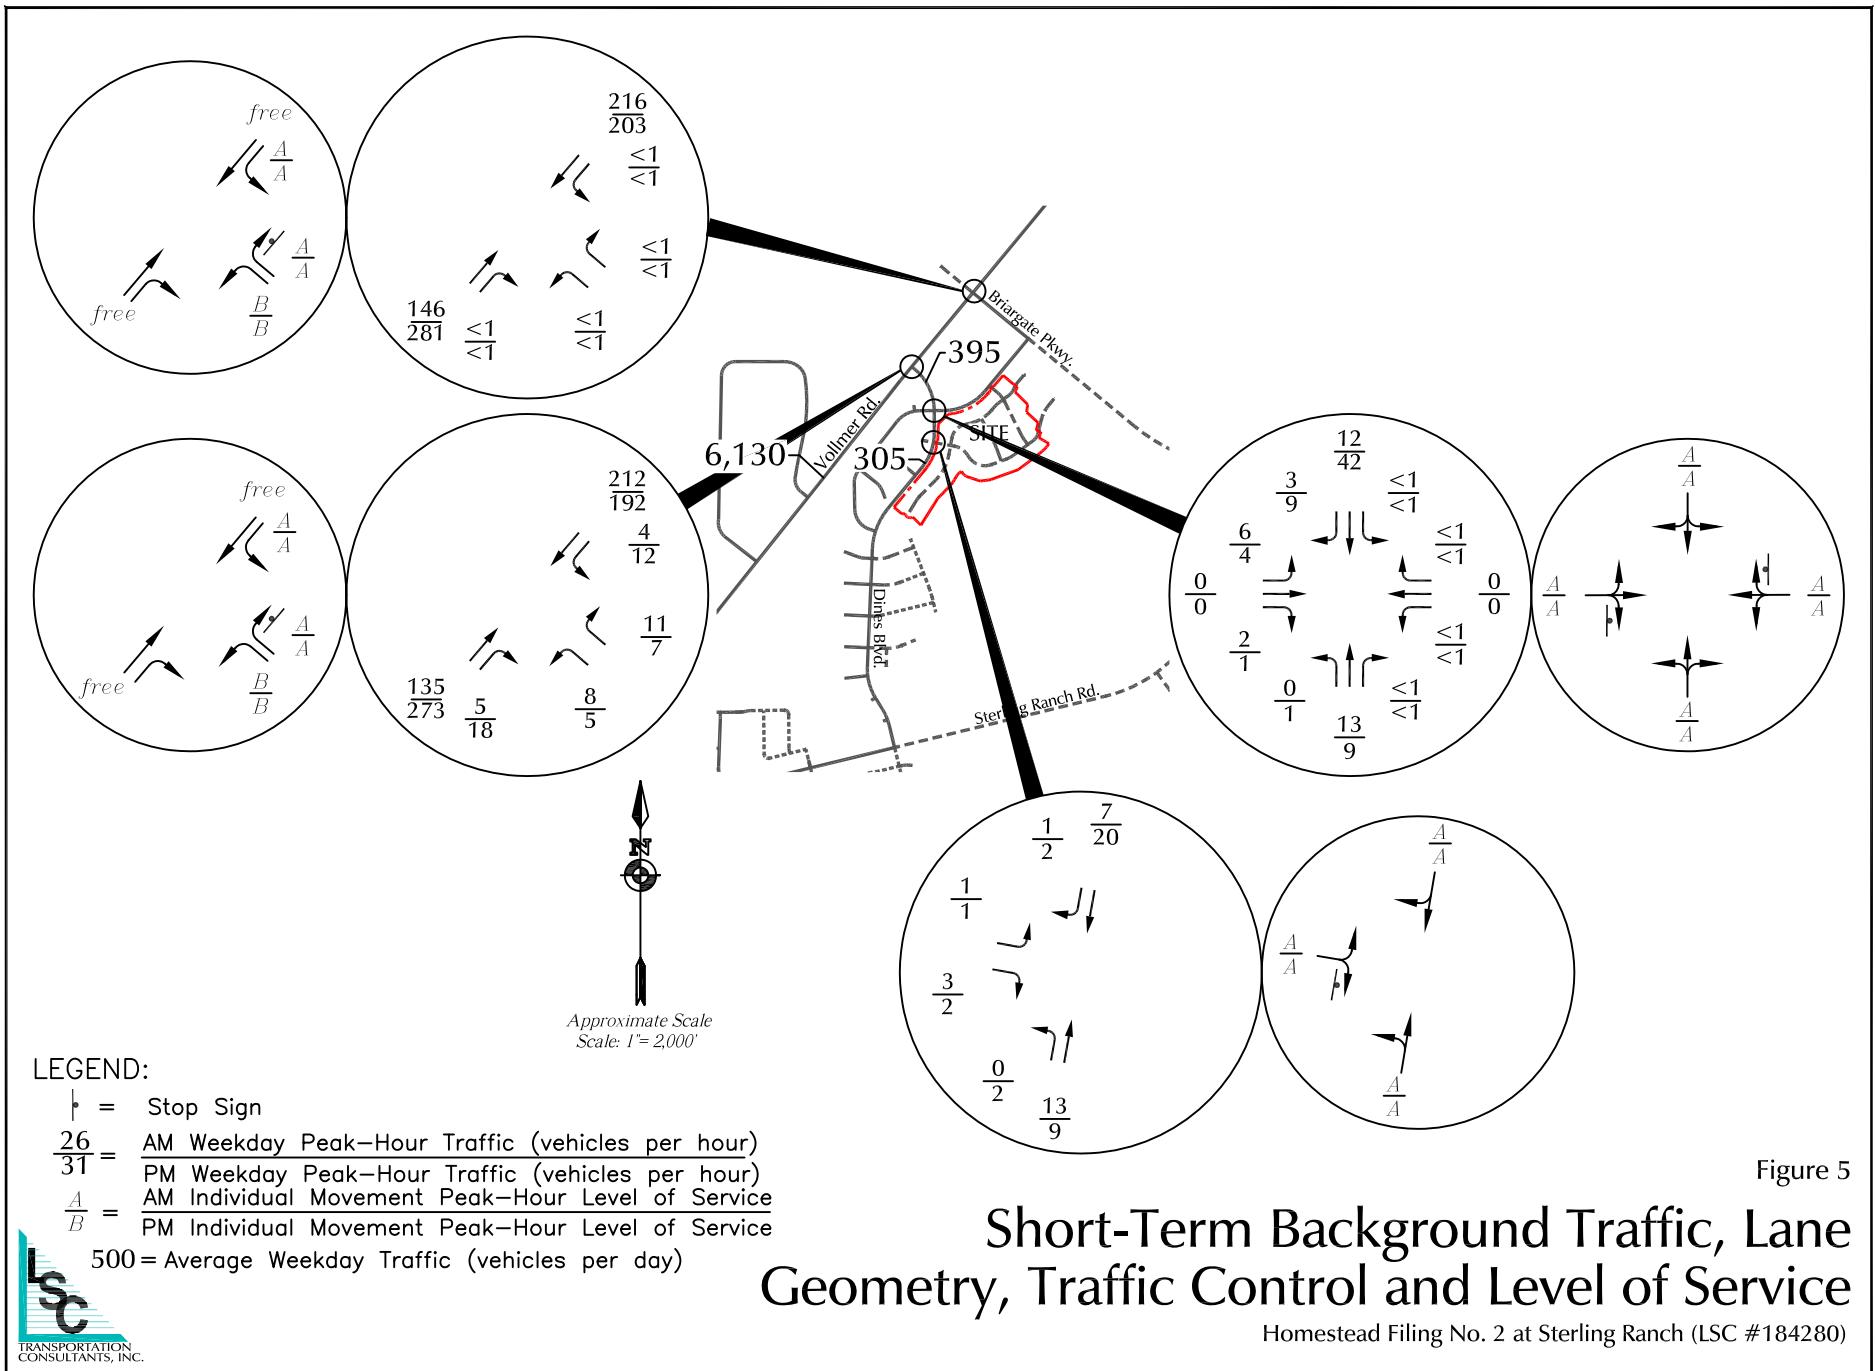 free
A
A
A
A
free
B
B
216
203
<1
<1
<1
<1
146
281
<1
<1
<1
<1
free
A
A
A
A
free
B
B
212
192
4
12
11
7
135
273
5
18
8
5
Briargate Pkwy.
395
Vollmer Rd.
6,130
305
SITE
Dines Blvd.
Sterling Ranch Rd.
12
42
3
9
<1
<1
6
4
<1
<1
0
0
0
0
2
1
<1
<1
0
1
<1
<1
13
9
A
A
A
A
A
A
A
A
1
2
7
20
1
1
3
2
0
2
13
9
A
A
A
A
A
A
N
Approximate Scale
Scale: 1"= 2,000'
LEGEND:
= Stop Sign
26
31 =
AM Weekday Peak-Hour Traffic (vehicles per hour)
PM Weekday Peak-Hour Traffic (vehicles per hour)
A
B =
AM Individual Movement Peak-Hour Level of Service
PM Individual Movement Peak-Hour Level of Service
500 = Average Weekday Traffic (vehicles per day)
LSC
TRANSPORTATION
CONSULTANTS, INC.
Figure 5
Short-Term Background Traffic, Lane
Geometry, Traffic Control and Level of Service
Homestead Filing No. 2 at Sterling Ranch (LSC #184280)